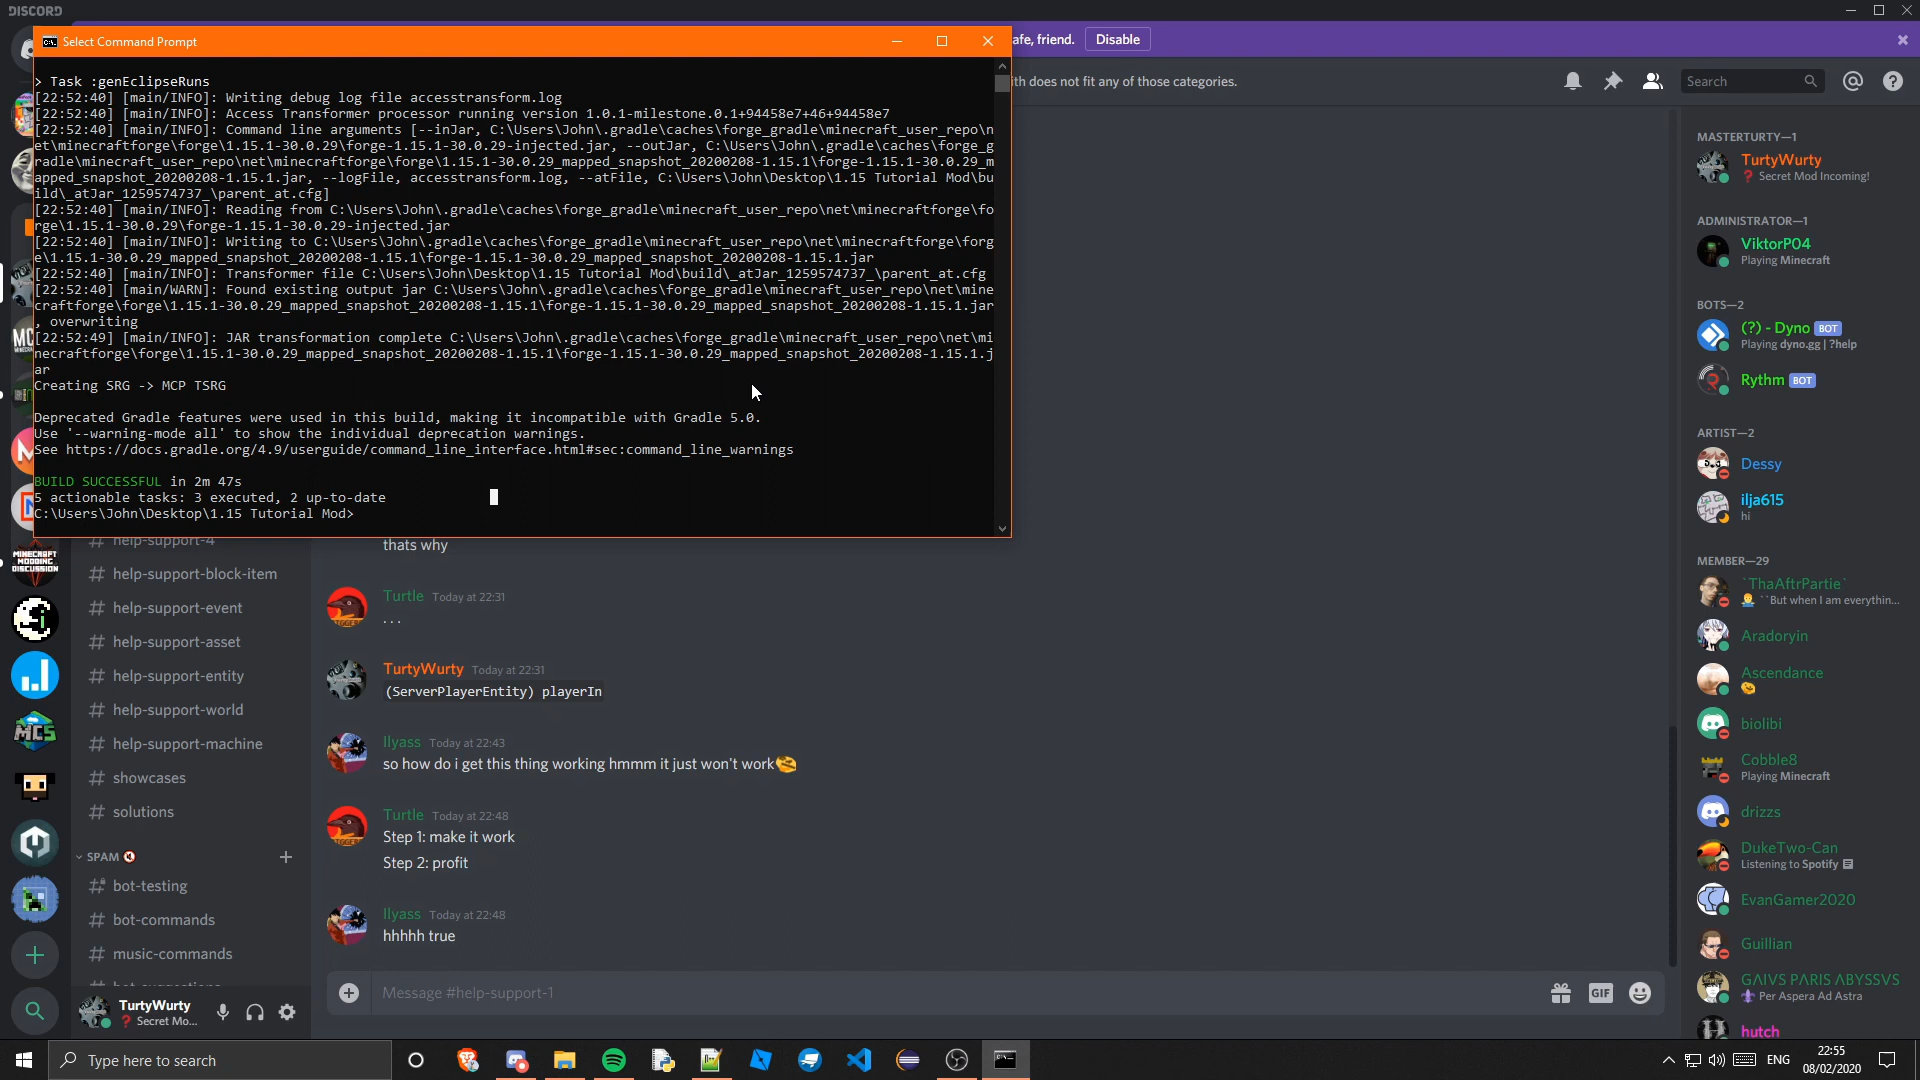 DISCORD
Select Command Prompt
afe, friend.
Disable
ith does not fit any of those categories.
Search
> Task :genEclipseRuns
[22:52:40] [main/INFO]: Writing debug log file accesstransform.log
[22:52:40] [main/INFO]: Access Transformer processor running version 1.0.1-milestone.0.1+94458e7+46+94458e7
[22:52:40] [main/INFO]: Command line arguments [--inJar, C:\Users\John\.gradle\caches\forge_gradle\minecraft_user_repo\n
et\minecraftforge\forge\1.15.1-30.0.29\forge-1.15.1-30.0.29-injected.jar, --outJar, C:\Users\John\.gradle\caches\forge_g
radle\minecraft_user_repo\net\minecraftforge\forge\1.15.1-30.0.29_mapped_snapshot_20200208-1.15.1\forge-1.15.1-30.0.29_m
apped_snapshot_20200208-1.15.1.jar, --logFile, accesstransform.log, --atFile, C:\Users\John\Desktop\1.15 Tutorial Mod\bu
ild\_atJar_1259574737_\parent_at.cfg]
[22:52:40] [main/INFO]: Reading from C:\Users\John\.gradle\caches\forge_gradle\minecraft_user_repo\net\minecraftforge\fo
rge\1.15.1-30.0.29\forge-1.15.1-30.0.29-injected.jar
[22:52:40] [main/INFO]: Writing to C:\Users\John\.gradle\caches\forge_gradle\minecraft_user_repo\net\minecraftforge\forg
e\1.15.1-30.0.29_mapped_snapshot_20200208-1.15.1\forge-1.15.1-30.0.29_mapped_snapshot_20200208-1.15.1.jar
[22:52:40] [main/INFO]: Transformer file C:\Users\John\Desktop\1.15 Tutorial Mod\build\_atJar_1259574737_\parent_at.cfg
[22:52:40] [main/WARN]: Found existing output jar C:\Users\John\.gradle\caches\forge_gradle\minecraft_user_repo\net\mine
craftforge\forge\1.15.1-30.0.29_mapped_snapshot_20200208-1.15.1\forge-1.15.1-30.0.29_mapped_snapshot_20200208-1.15.1.jar
, overwriting
[22:52:49] [main/INFO]: JAR transformation complete C:\Users\John\.gradle\caches\forge_gradle\minecraft_user_repo\net\mi
necraftforge\forge\1.15.1-30.0.29_mapped_snapshot_20200208-1.15.1\forge-1.15.1-30.0.29_mapped_snapshot_20200208-1.15.1.j
ar
Creating SRG -> MCP TSRG
Deprecated Gradle features were used in this build, making it incompatible with Gradle 5.0.
Use '--warning-mode all' to show the individual deprecation warnings.
See https://docs.gradle.org/4.9/userguide/command_line_interface.html#sec:command_line_warnings
BUILD SUCCESSFUL in 2m 47s
5 actionable tasks: 3 executed, 2 up-to-date
C:\Users\John\Desktop\1.15 Tutorial Mod>
MINECRAFT
MODDING
DISCUSSION
MCS
# help-support-4
# help-support-block-item
# help-support-event
# help-support-asset
# help-support-entity
# help-support-world
# help-support-machine
# showcases
# solutions
SPAM
# bot-testing
# bot-commands
# music-commands
TurtyWurty
Secret Mo...
thats why
Turtle Today at 22:31
...
TurtyWurty Today at 22:31
(ServerPlayerEntity) playerIn
Ilyass Today at 22:43
so how do i get this thing working hmmm it just won't work
Turtle Today at 22:48
Step 1: make it work
Step 2: profit
Ilyass Today at 22:48
hhhhh true
Message #help-support-1
GIF
MASTERTURTY—1
TurtyWurty
Secret Mod Incoming!
ADMINISTRATOR—1
ViktorP04
Playing Minecraft
BOTS—2
(?) - Dyno BOT
Playing dyno.gg | ?help
Rythm BOT
ARTIST—2
Dessy
ilja615
hi
MEMBER—29
`ThaAftrPartie`
``But when I am everythin...
Aradoryin
Ascendance
biolibi
Cobble8
Playing Minecraft
drizzs
DukeTwo-Can
Listening to Spotify
EvanGamer2020
Guillian
GΛIVS PΛRIS ΛBYSSVS
Per Aspera Ad Astra
hutch
Type here to search
ENG
22:55
08/02/2020